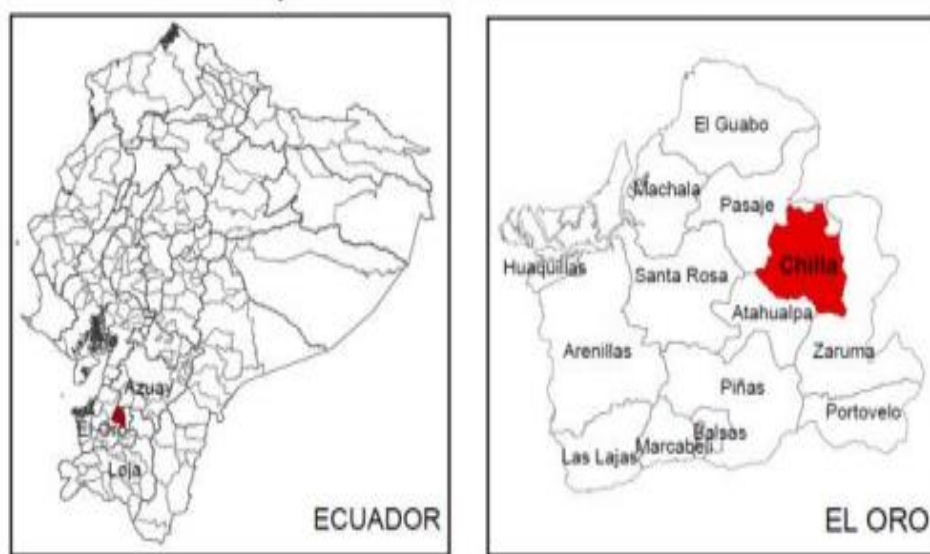 Azuay
El Oro
Loja
ECUADOR
El Guabo
Machala
Pasaje
Chilla
Huaquillas
Santa Rosa
Atahualpa
Arenillas
Zaruma
Piñas
Portovelo
Balsas
Marcabeli
Las Lajas
EL ORO